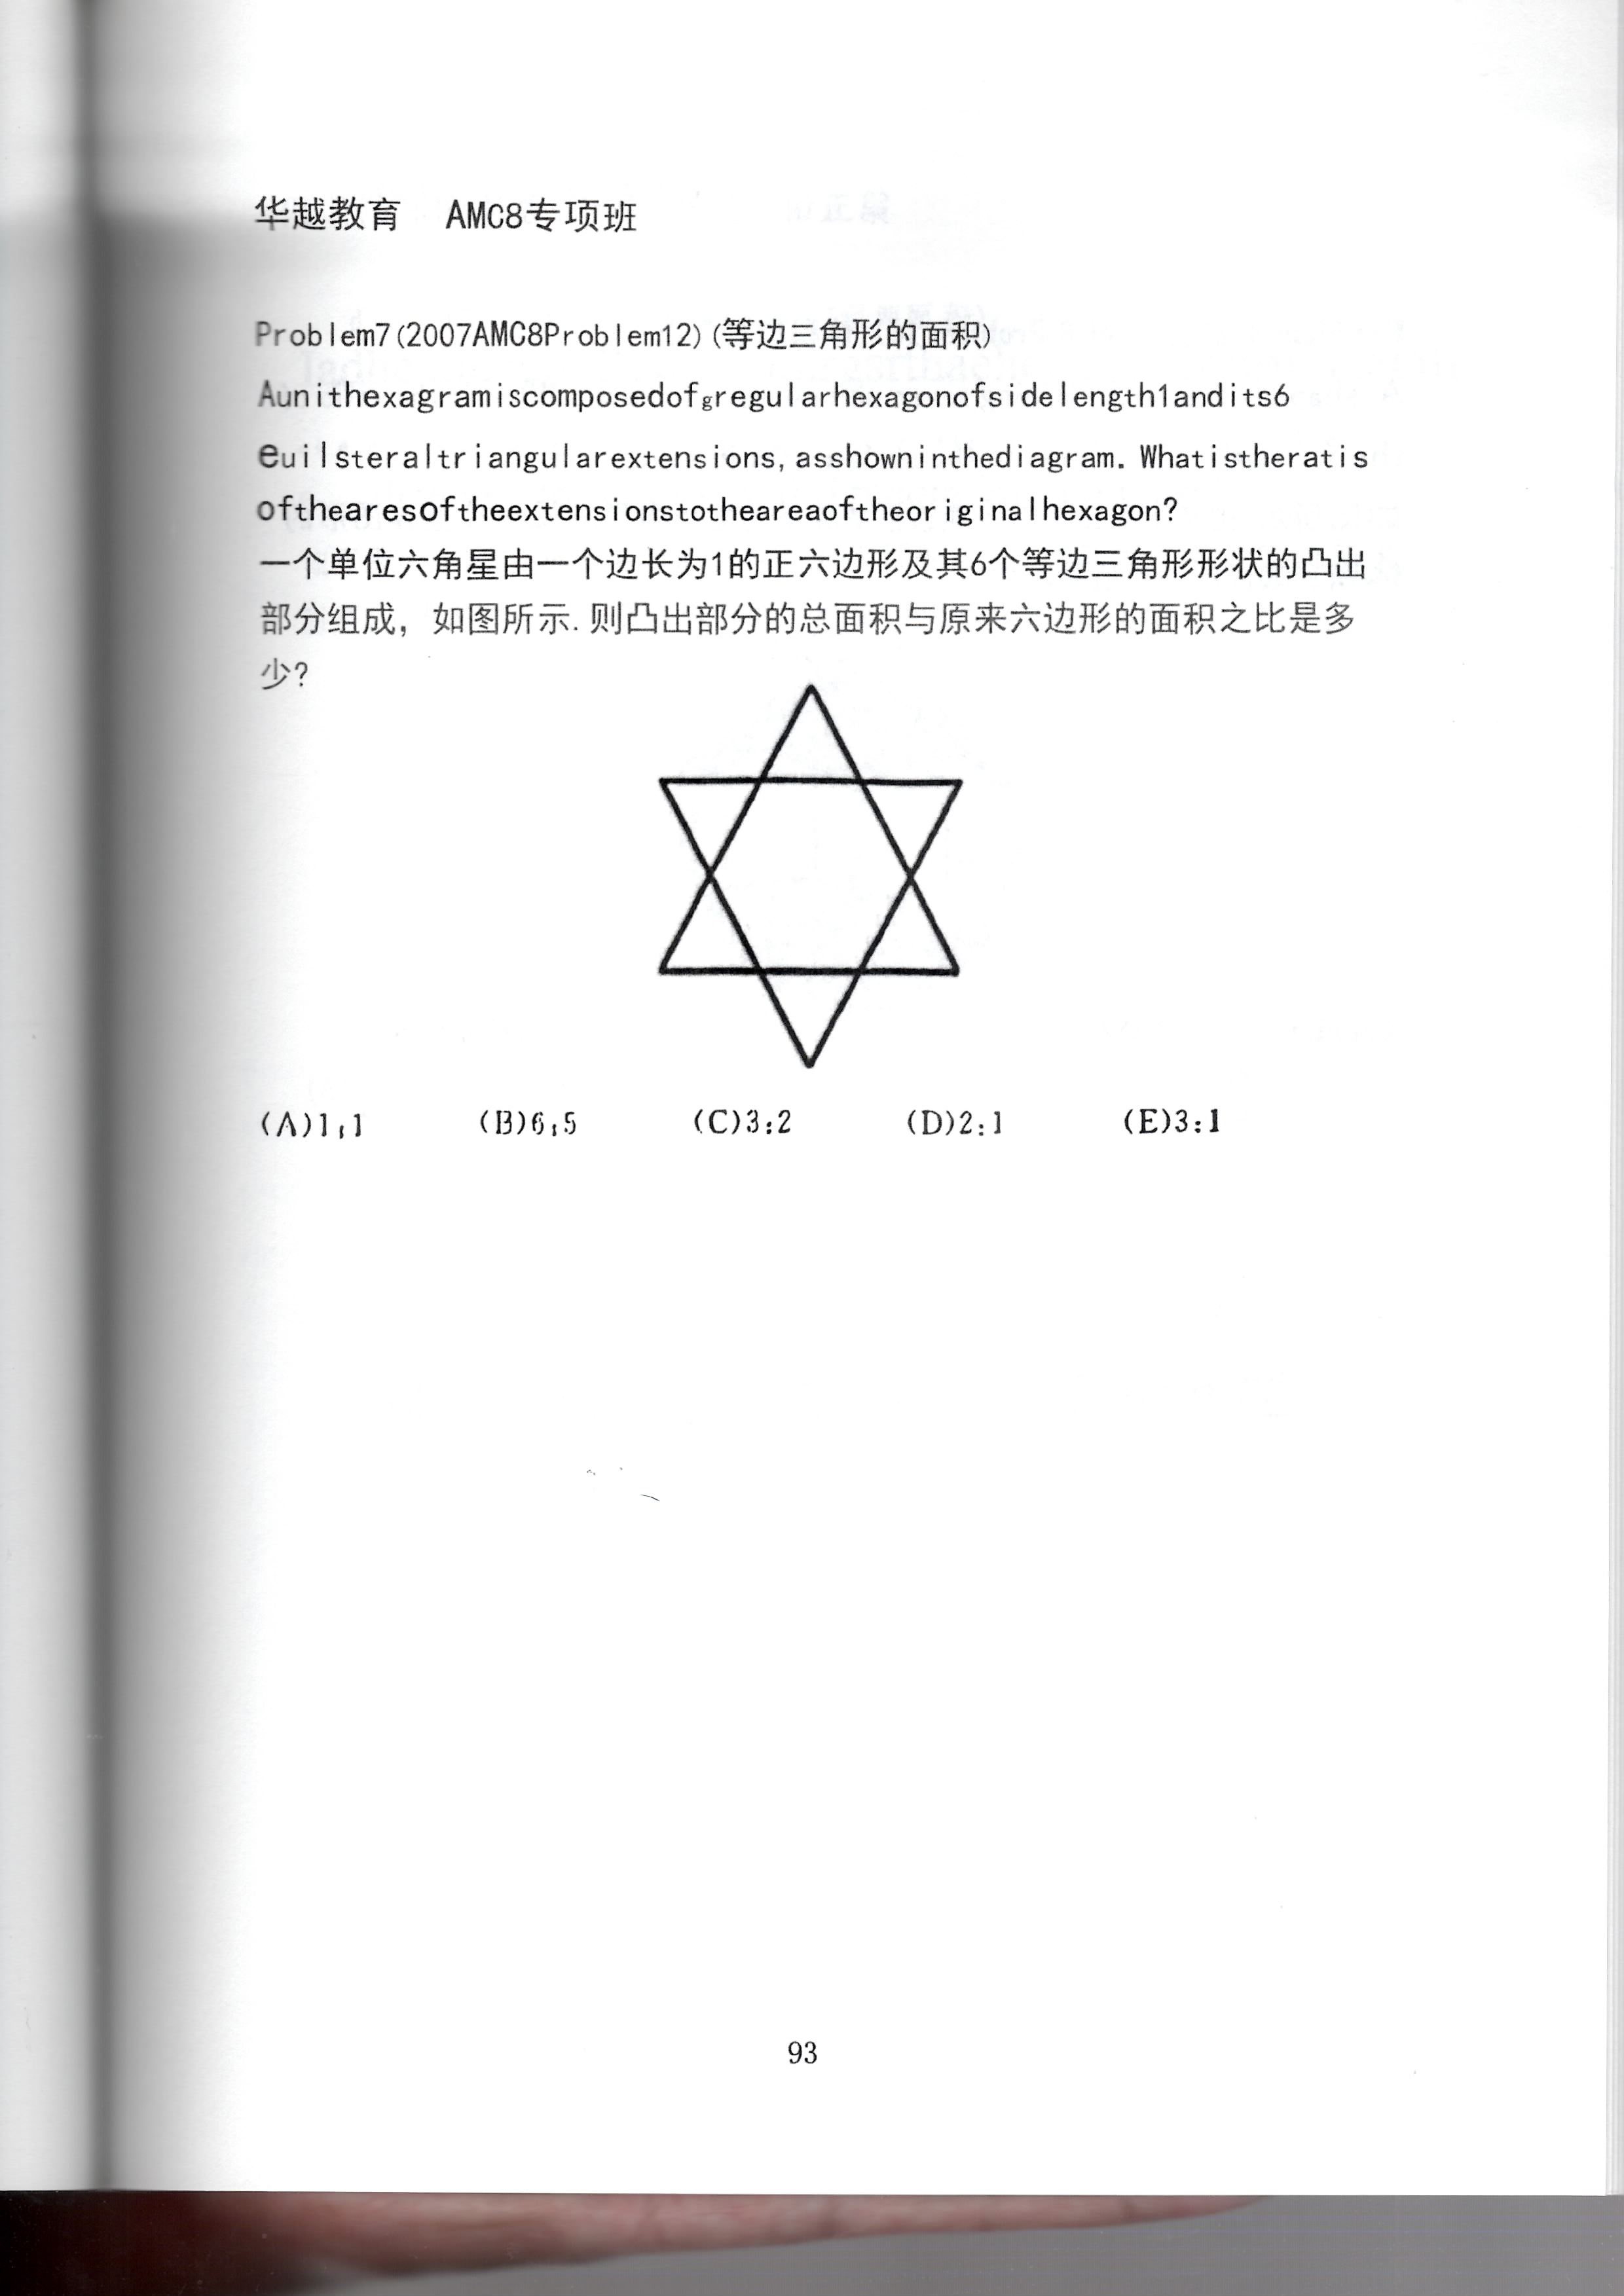 华越教育 AMC8专项班
Problem7(2007AMC8Problem12)(等边三角形的面积)
Aunithexagramiscomposedofgregularhexagonofsidelength1andits6
euilsteraltriangularextensions,asshowninthediagram.Whatistheratis
oftheuaresoftheextensionstotheareaoftheoriginalhexagon?
一个单位六角星由一个边长为1的正六边形及其6个等边三角形形状的凸出
部分组成，如图所示.则凸出部分的总面积与原来六边形的面积之比是多
少?
(A)1:1 (B)6:5 (C)3:2 (D)2:1 (E)3:1
93